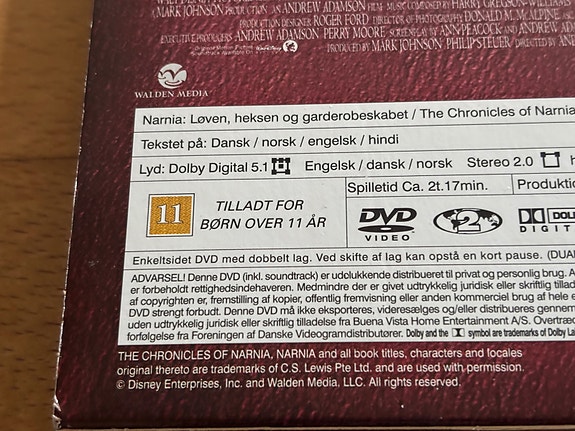 A MARK JOHNSON PRODUCTION AN ANDREW ADAMSON FILM MUSIC COMPOSED BY HARRY GREGSON-WILLIAMS
PRODUCTION DESIGNER ROGER FORD DIRECTOR OF PHOTOGRAPHY DONALD M. McALPINE
EXECUTIVE PRODUCERS ANDREW ADAMSON PERRY MOORE SCREENPLAY BY ANN PEACOCK AND ANDREW
Original Motion Picture
Soundtrack Available On
PRODUCED BY MARK JOHNSON PHILIP STEUER DIRECTED BY
WALDEN MEDIA
Narnia: Løven, heksen og garderobeskabet / The Chronicles of Narnia
Tekstet på: Dansk / norsk / engelsk / hindi
Lyd: Dolby Digital 5.1 Engelsk / dansk / norsk Stereo 2.0
11
TILLADT FOR
BØRN OVER 11 ÅR
Spilletid Ca. 2t.17min.
DVD
VIDEO
2
Enkeltsidet DVD med dobbelt lag. Ved skifte af lag kan opstå en kort pause.
ADVARSEL! Denne DVD (inkl. soundtrack) er udelukkende distribueret til privat og personlig brug.
er forbeholdt rettighedsindehaveren. Medmindre der er givet udtrykkelig juridisk eller skriftlig
af copyrighten er, fremstilling af kopier, offentlig fremvisning eller anden kommerciel brug af hele
DVD strengt forbudt. Denne DVD må ikke eksporteres, videresælges og/eller distribueres
uden udtrykkelig juridisk eller skriftlig tilladelse fra Buena Vista Home Entertainment A/S.
forfølgelse fra Foreningen af Danske Videogramdistributører. Dolby and the symbol are trademarks of Dolby
THE CHRONICLES OF NARNIA, NARNIA and all book titles, characters and locales
original thereto are trademarks of C.S. Lewis Pte Ltd. and are used with permission.
© Disney Enterprises, Inc. and Walden Media, LLC. All rights reserved.